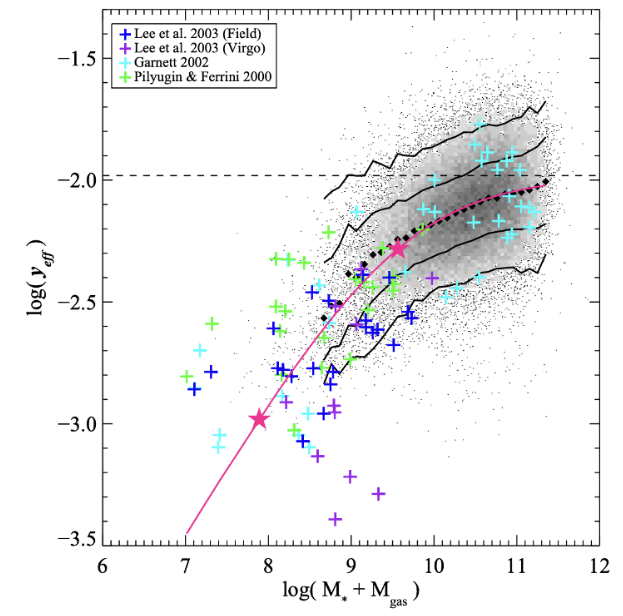 −1.5
−2.0
−2.5
−3.0
−3.5
log(y_eff)
Lee et al. 2003 (Field)
Lee et al. 2003 (Virgo)
Garnett 2002
Pilyugin & Ferrini 2000
6 7 8 9 10 11 12
log( M_* + M_gas )